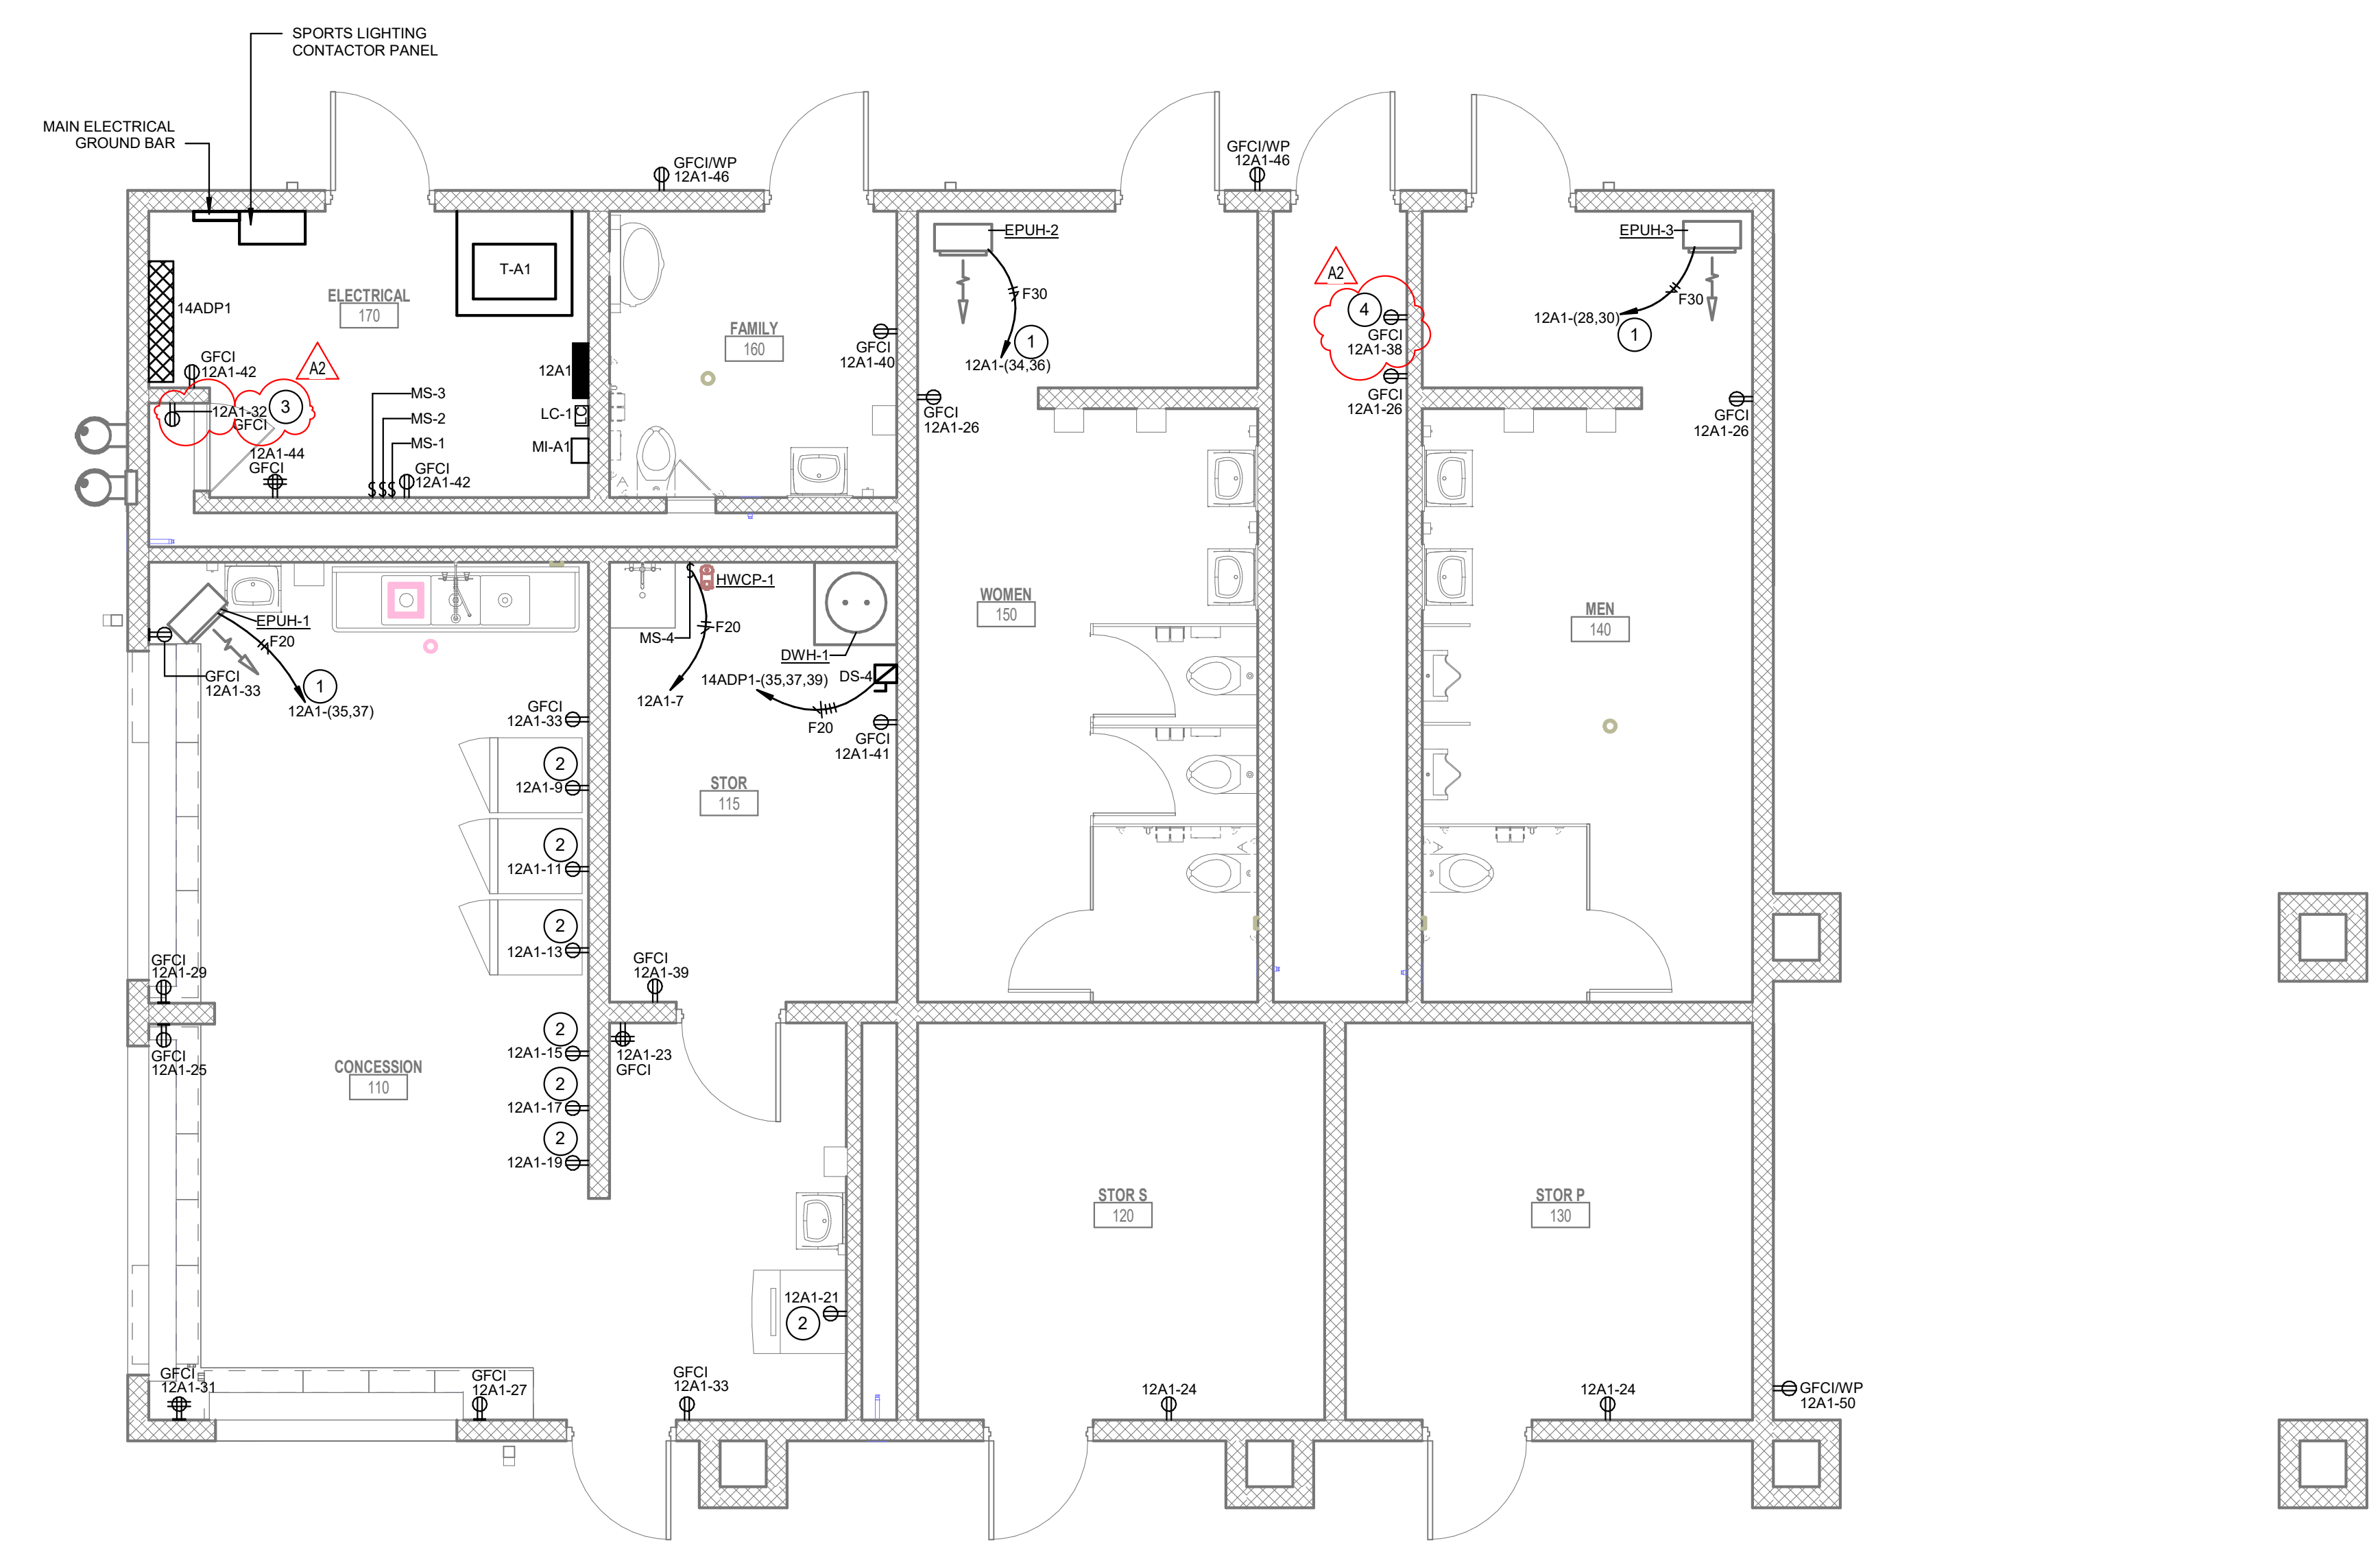 SPORTS LIGHTING
CONTACTOR PANEL
MAIN ELECTRICAL
GROUND BAR
GFCI/WP
12A1-46
GFCI/WP
12A1-46
EPUH-2
EPUH-3
T-A1
A2
14ADP1
ELECTRICAL
170
F30
F30
4
12A1-(28,30)
1
FAMILY
160
GFCI
12A1-40
1
12A1-(34,36)
GFCI
12A1-38
GFCI
12A1-42
A2
12A1
GFCI
12A1-26
GFCI
12A1-26
GFCI
12A1-26
12A1-32
GFCI
3
MS-3
MS-2
MS-1
LC-1
MI-A1
12A1-44
GFCI
GFCI
12A1-42
HWCP-1
EPUH-1
F20
MS-4
F20
DWH-1
DS-4
14ADP1-(35,37,39)
F20
12A1-7
WOMEN
150
MEN
140
GFCI
12A1-33
1
12A1-(35,37)
GFCI
12A1-33
GFCI
12A1-41
2
12A1-9
STOR
115
2
12A1-11
2
12A1-13
GFCI
12A1-29
GFCI
12A1-39
2
12A1-15
12A1-23
GFCI
GFCI
12A1-25
CONCESSION
110
2
12A1-17
2
12A1-19
STOR S
120
STOR P
130
12A1-21
2
GFCI
12A1-31
GFCI
12A1-27
GFCI
12A1-33
12A1-24
12A1-24
GFCI/WP
12A1-50